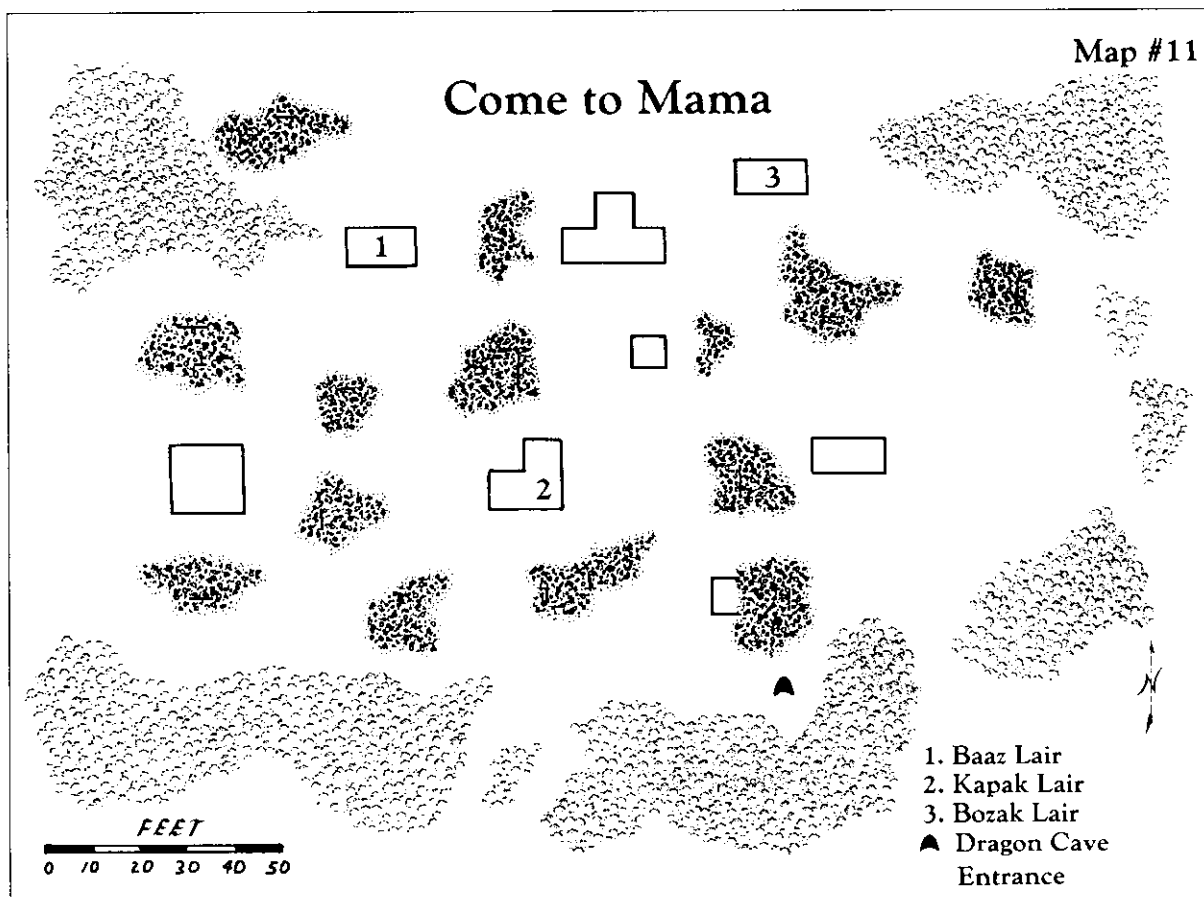 Map #11
Come to Mama
3
1
2
N
1. Baaz Lair
2. Kapak Lair
3. Bozak Lair
Dragon Cave
Entrance
FEET
0 10 20 30 40 50